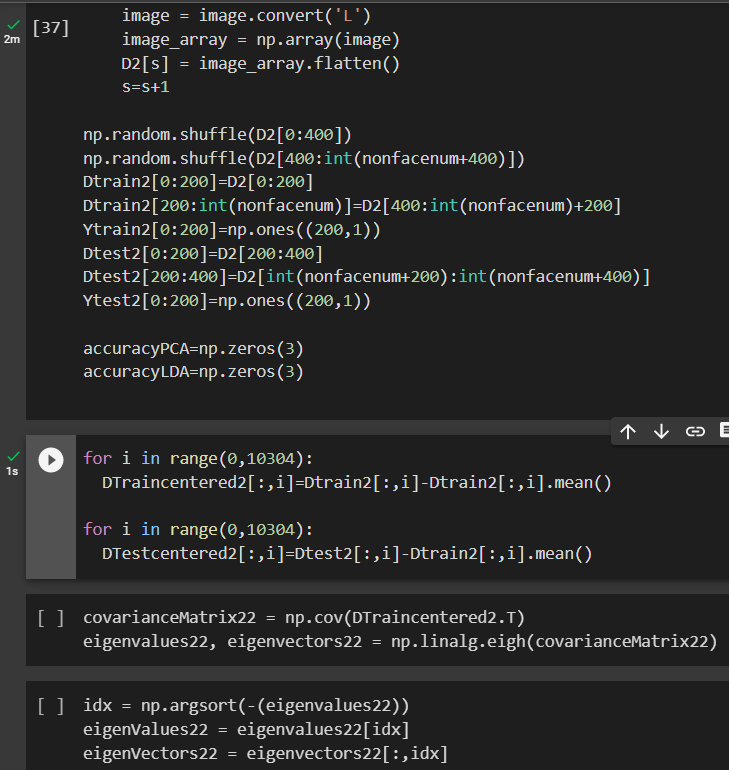 [37]
2m
image = image.convert('L')
image_array = np.array(image)
D2[s] = image_array.flatten()
s=s+1
np.random.shuffle(D2[0:400])
np.random.shuffle(D2[400:int(nonfacenum+400)])
Dtrain2[0:200]=D2[0:200]
Dtrain2[200:int(nonfacenum)]=D2[400:int(nonfacenum)+200]
Ytrain2[0:200]=np.ones((200,1))
Dtest2[0:200]=D2[200:400]
Dtest2[200:400]=D2[int(nonfacenum+200):int(nonfacenum+400)]
Ytest2[0:200]=np.ones((200,1))
accuracyPCA=np.zeros(3)
accuracyLDA=np.zeros(3)
1s
for i in range(0,10304):
  DTraincentered2[:,i]=Dtrain2[:,i]-Dtrain2[:,i].mean()
for i in range(0,10304):
  DTestcentered2[:,i]=Dtest2[:,i]-Dtrain2[:,i].mean()
[ ]
covarianceMatrix22 = np.cov(DTraincentered2.T)
eigenvalues22, eigenvectors22 = np.linalg.eigh(covarianceMatrix22)
[ ]
idx = np.argsort(-(eigenvalues22))
eigenValues22 = eigenvalues22[idx]
eigenVectors22 = eigenvectors22[:,idx]